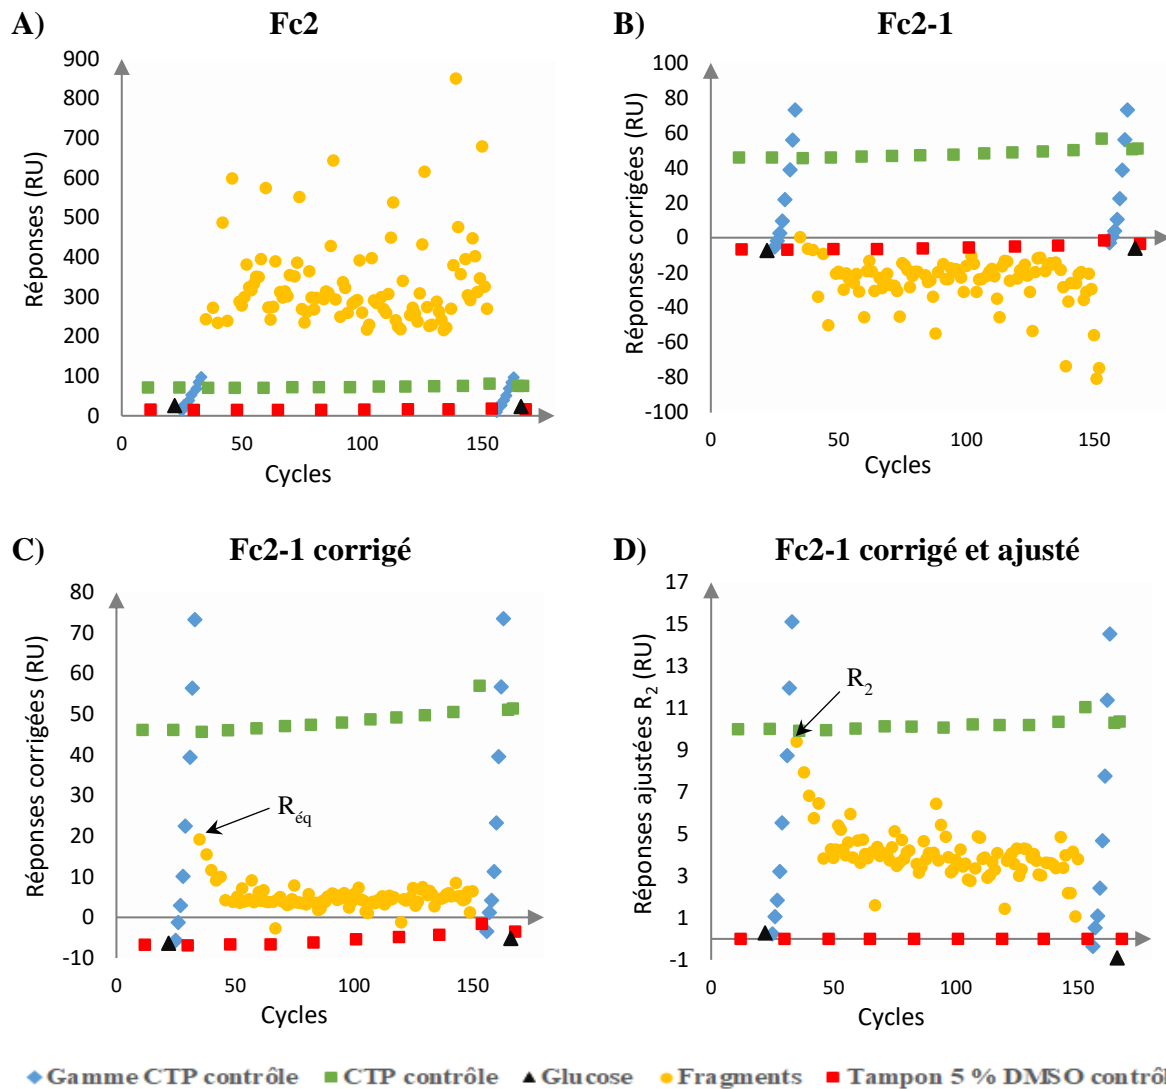 A) Fc2
900
800
700
600
500
400
300
200
100
0
Réponses (RU)
0 50 100 150
Cycles
B) Fc2-1
100
80
60
40
20
0
-20
-40
-60
-80
-100
Réponses corrigées (RU)
0 50 100 150
Cycles
C) Fc2-1 corrigé
80
70
60
50
40
30
20
10
0
-10
Réponses corrigées (RU)
Réq
0 50 100 150
Cycles
D) Fc2-1 corrigé et ajusté
17
15
13
11
9
7
5
3
1
-1
Réponses ajustées R2 (RU)
R2
0 50 100 150
Cycles
Gamme CTP contrôle CTP contrôle Glucose Fragments Tampon 5 % DMSO contrôl